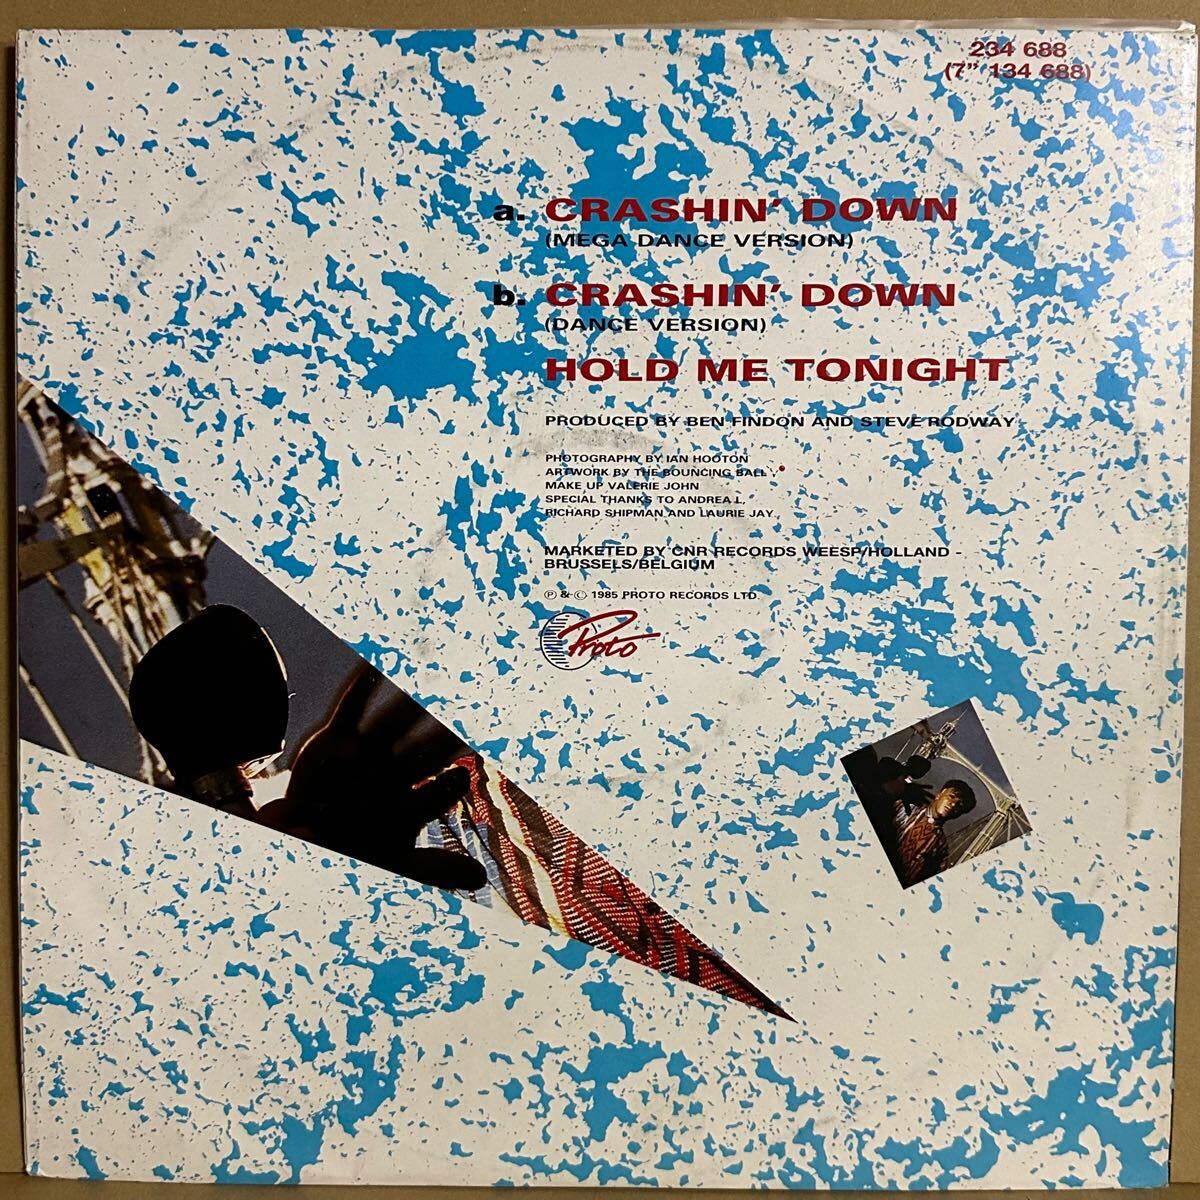 234 688
(7" 134 688)
a. CRASHIN' DOWN
(MEGA DANCE VERSION)
b. CRASHIN' DOWN
(DANCE VERSION)
HOLD ME TONIGHT
PRODUCED BY BEN FINDON AND STEVE RODWAY
PHOTOGRAPHY BY IAN HOOTON
ARTWORK BY THE BOUNCING BALL
MAKE UP VALERIE JOHN
SPECIAL THANKS TO ANDREA L.
RICHARD SHIPMAN AND LAURIE JAY
MARKETED BY CNR RECORDS WEESP/HOLLAND -
BRUSSELS/BELGIUM
℗ & © 1985 PROTO RECORDS LTD
Proto